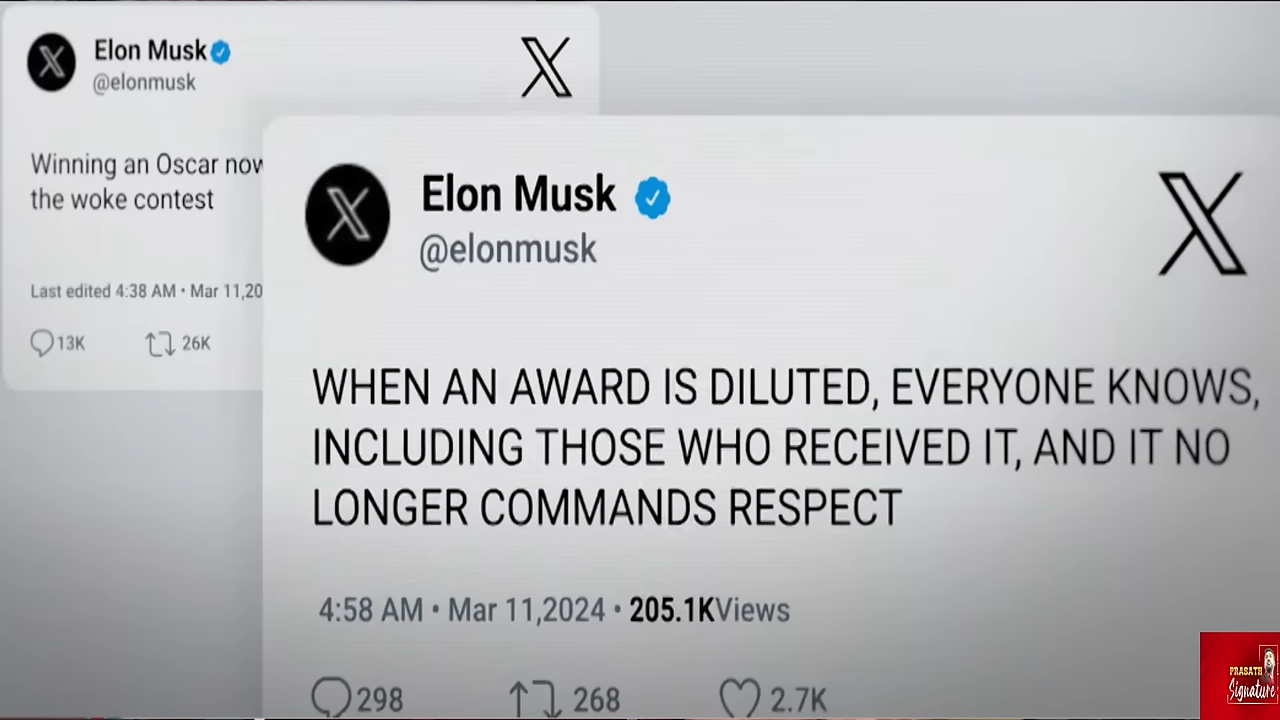 Elon Musk
@elonmusk
Winning an Oscar now
the woke contest
Last edited 4:38 AM • Mar 11,20
13K 26K
Elon Musk
@elonmusk
WHEN AN AWARD IS DILUTED, EVERYONE KNOWS,
INCLUDING THOSE WHO RECEIVED IT, AND IT NO
LONGER COMMANDS RESPECT
4:58 AM • Mar 11,2024 • 205.1KViews
298 268 2.7K
PRASATH
Signature